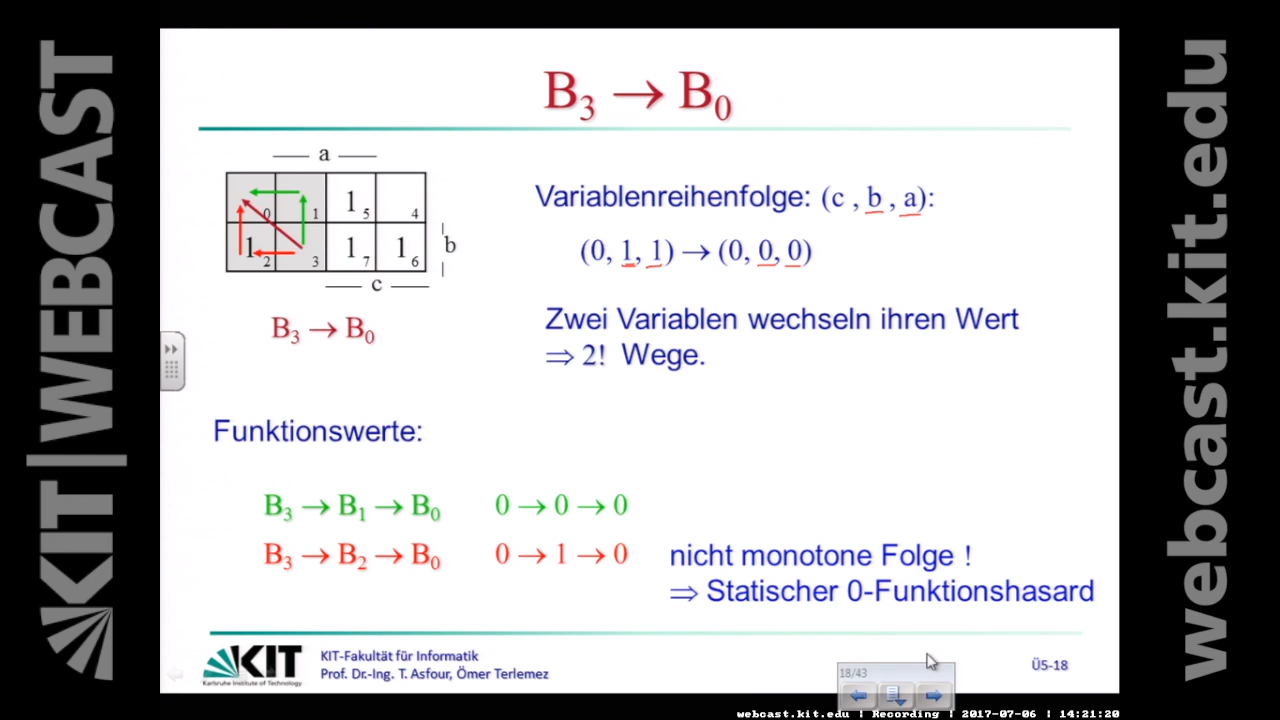 KIT|WEBCAST
B₃ → B₀
a
1 5 4
0 1
b
1 2 3 1 7 1 6
c
B₃ → B₀
Variablenreihenfolge: (c , b , a):
(0, 1, 1) → (0, 0, 0)
Zwei Variablen wechseln ihren Wert
⇒ 2! Wege.
Funktionswerte:
B₃ → B₁ → B₀ 0 → 0 → 0
B₃ → B₂ → B₀ 0 → 1 → 0
nicht monotone Folge !
⇒ Statischer 0-Funktionshasard
KIT
Karlsruhe Institute of Technology
KIT-Fakultät für Informatik
Prof. Dr.-Ing. T. Asfour, Ömer Terlemez
18/43
Ü5-18
webcast.kit.edu
webcast.kit.edu | Recording | 2017-07-06 | 14:21:20